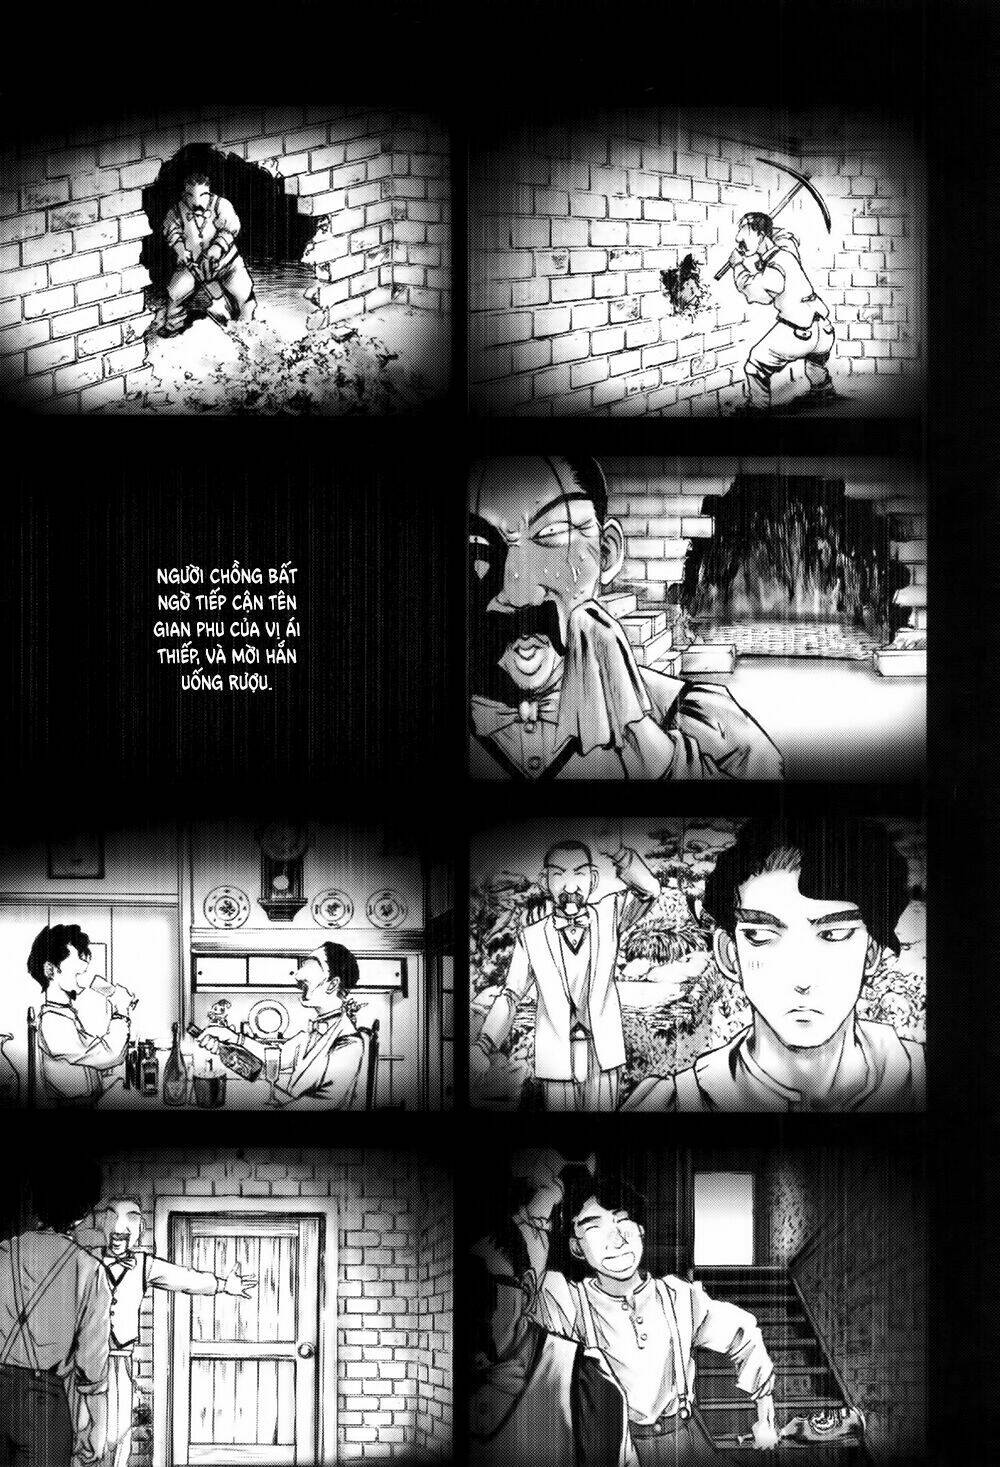 NGƯỜI CHỒNG BẤT
NGỜ TIẾP CẬN TÊN
GIAN PHU CỦA VỊ ÁI
THIẾP, VÀ MỜI HẮN
UỐNG RƯỢU.